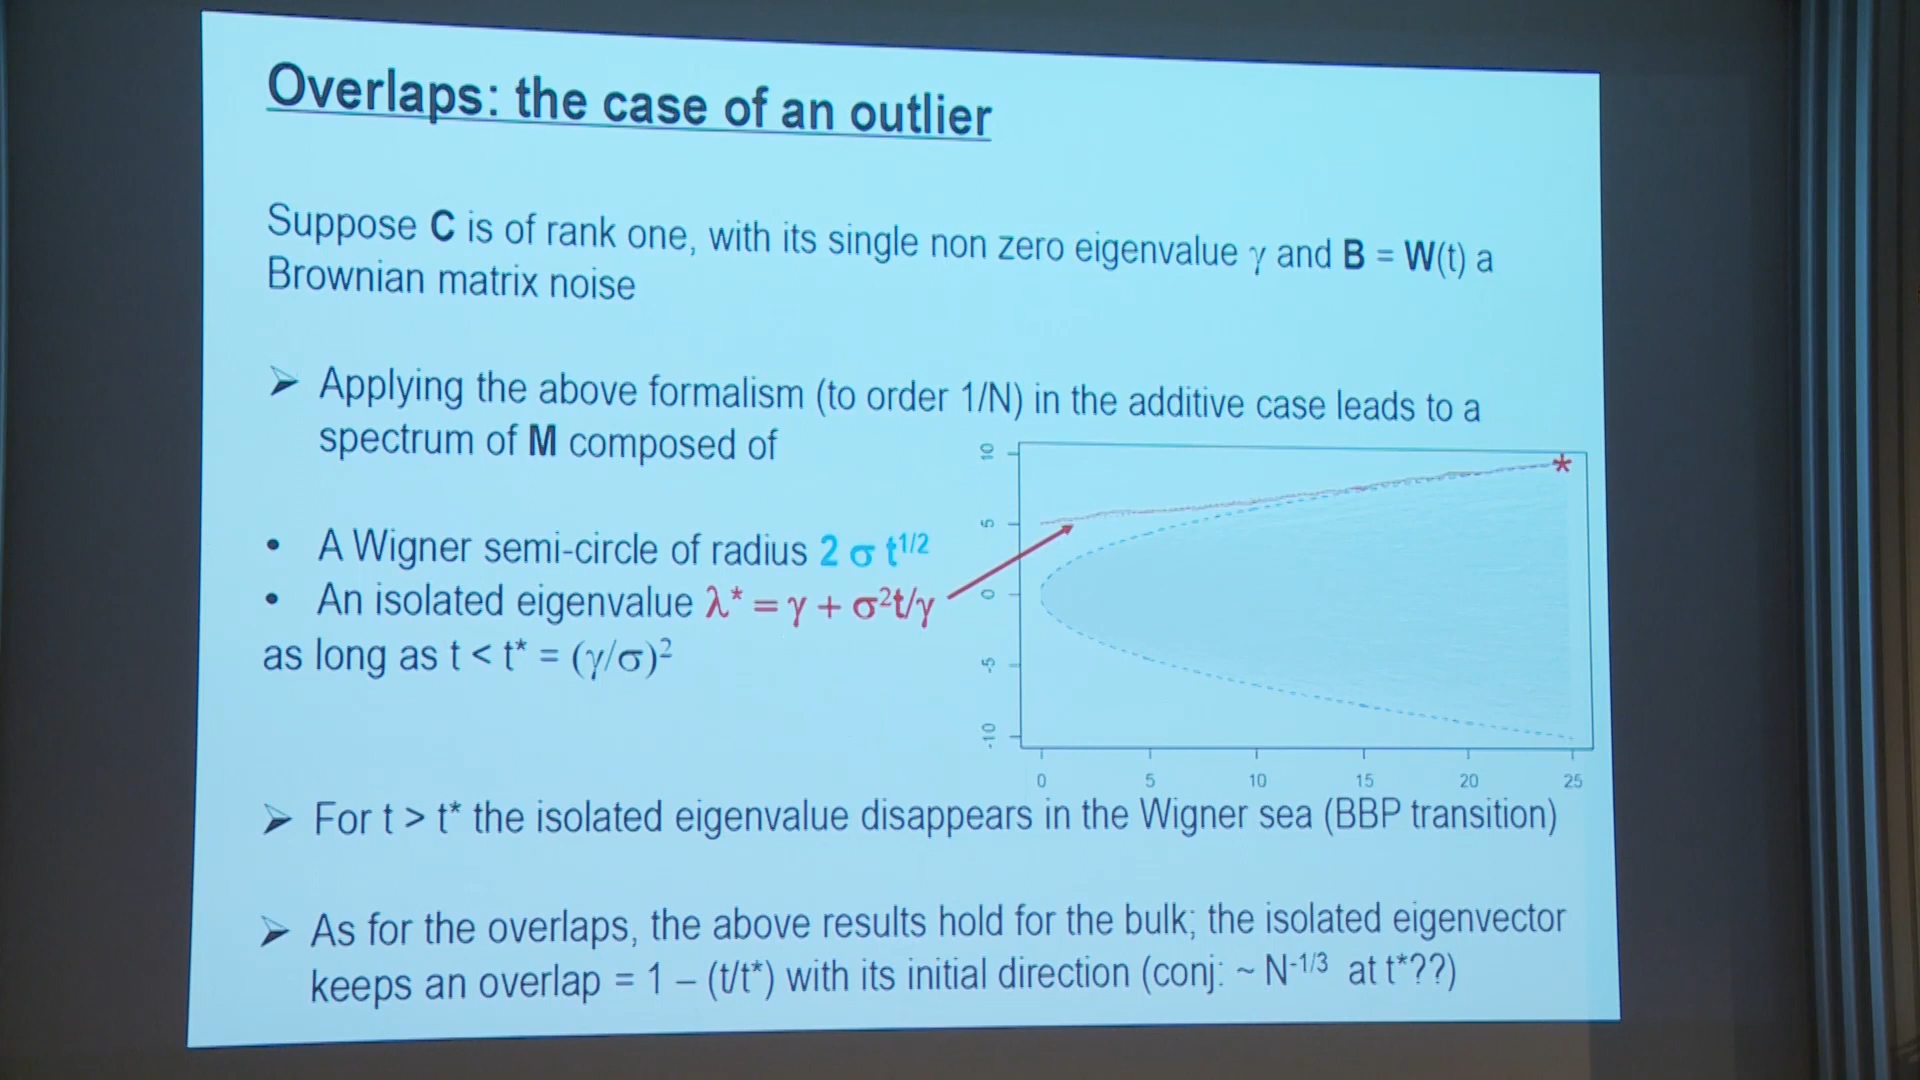 Overlaps: the case of an outlier
Suppose C is of rank one, with its single non zero eigenvalue γ and B = W(t) a
Brownian matrix noise
➢ Applying the above formalism (to order 1/N) in the additive case leads to a
spectrum of M composed of
• A Wigner semi-circle of radius 2 σ t^{1/2}
• An isolated eigenvalue λ* = γ + σ²t/γ
as long as t < t* = (γ/σ)²
10
5
0
-5
-10
0 5 10 15 20 25
*
➢ For t > t* the isolated eigenvalue disappears in the Wigner sea (BBP transition)
➢ As for the overlaps, the above results hold for the bulk; the isolated eigenvector
keeps an overlap = 1 – (t/t*) with its initial direction (conj: ~ N^{-1/3} at t*??)